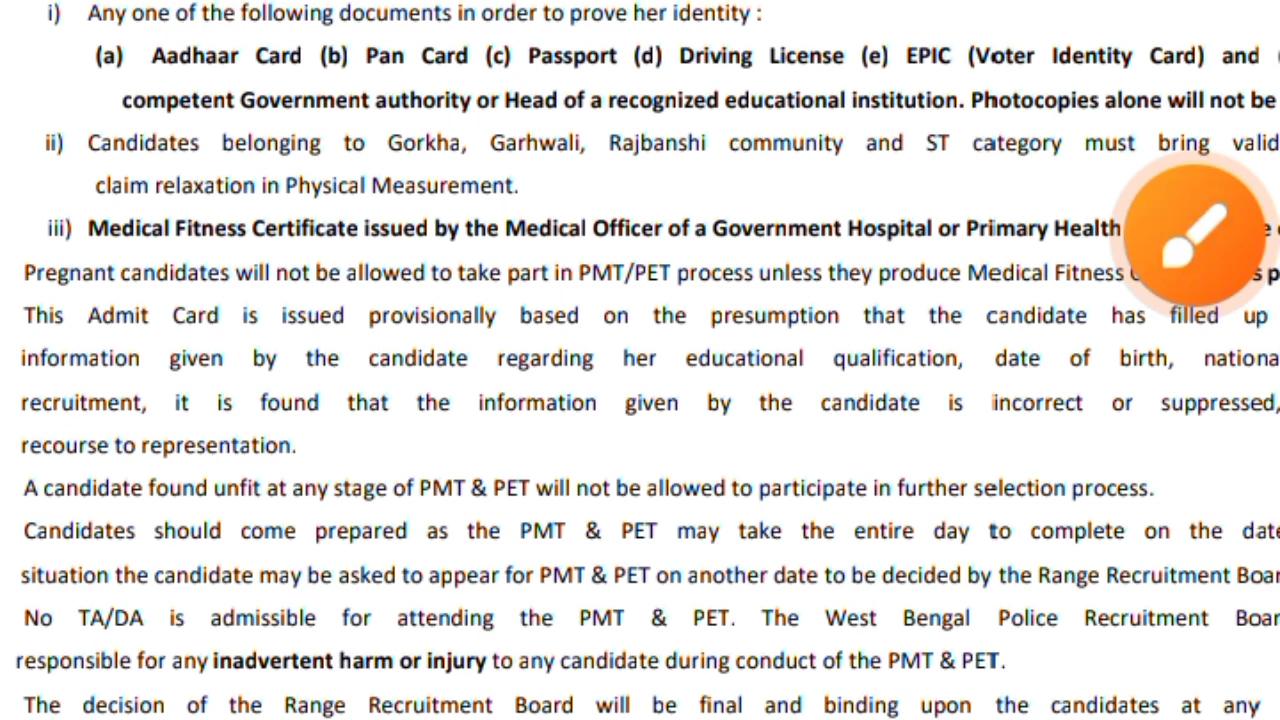 i) Any one of the following documents in order to prove her identity :
(a) Aadhaar Card (b) Pan Card (c) Passport (d) Driving License (e) EPIC (Voter Identity Card) and
competent Government authority or Head of a recognized educational institution. Photocopies alone will not be
ii) Candidates belonging to Gorkha, Garhwali, Rajbanshi community and ST category must bring valid
claim relaxation in Physical Measurement.
iii) Medical Fitness Certificate issued by the Medical Officer of a Government Hospital or Primary Health
Pregnant candidates will not be allowed to take part in PMT/PET process unless they produce Medical Fitness
This Admit Card is issued provisionally based on the presumption that the candidate has filled up
information given by the candidate regarding her educational qualification, date of birth,
recruitment, it is found that the information given by the candidate is incorrect or suppressed,
recourse to representation.
A candidate found unfit at any stage of PMT & PET will not be allowed to participate in further selection process.
Candidates should come prepared as the PMT & PET may take the entire day to complete on the date
situation the candidate may be asked to appear for PMT & PET on another date to be decided by the Range Recruitment
No TA/DA is admissible for attending the PMT & PET. The West Bengal Police Recruitment
responsible for any inadvertent harm or injury to any candidate during conduct of the PMT & PET.
The decision of the Range Recruitment Board will be final and binding upon the candidates at any